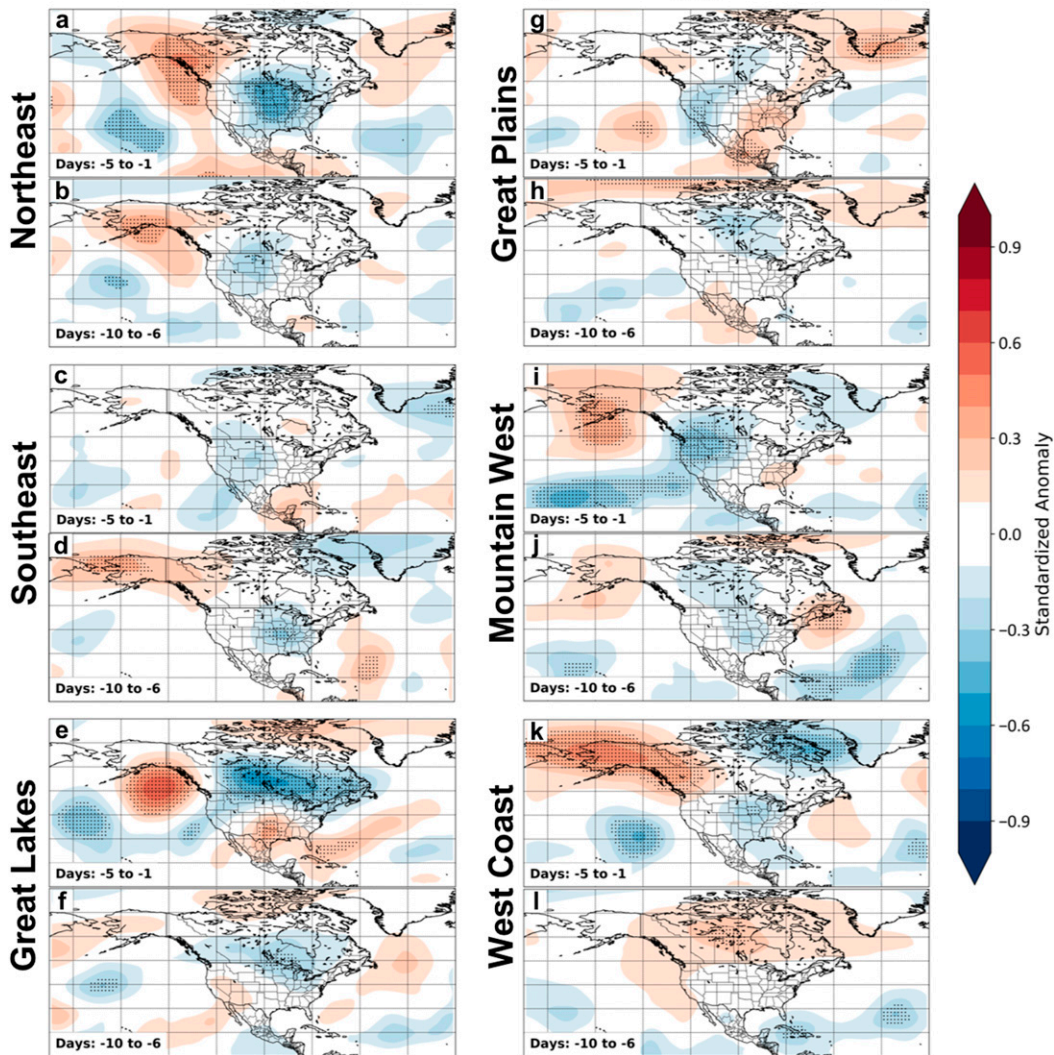 Northeast
a
Days: -5 to -1
b
Days: -10 to -6
Southeast
c
Days: -5 to -1
d
Days: -10 to -6
Great Lakes
e
Days: -5 to -1
f
Days: -10 to -6
Great Plains
g
Days: -5 to -1
h
Days: -10 to -6
Mountain West
i
Days: -5 to -1
j
Days: -10 to -6
West Coast
k
Days: -5 to -1
l
Days: -10 to -6
0.9
0.6
0.3
0.0
−0.3
−0.6
−0.9
Standardized Anomaly